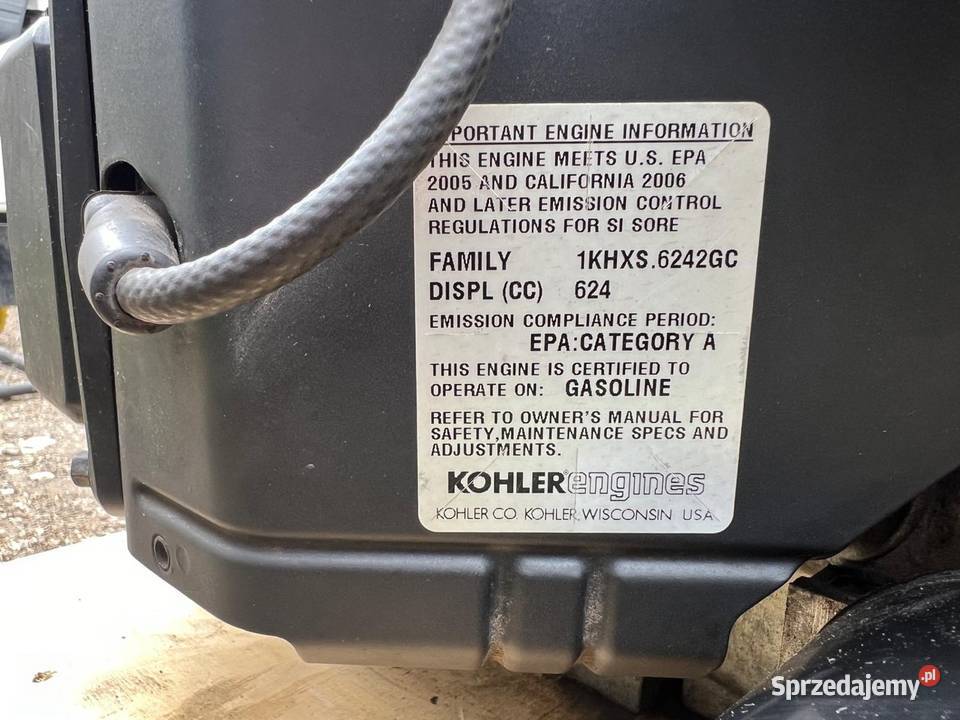 PORTANT ENGINE INFORMATION
THIS ENGINE MEETS U.S. EPA
2005 AND CALIFORNIA 2006
AND LATER EMISSION CONTROL
REGULATIONS FOR SI SORE
FAMILY 1KHXS.6242GC
DISPL (CC) 624
EMISSION COMPLIANCE PERIOD:
EPA:CATEGORY A
THIS ENGINE IS CERTIFIED TO
OPERATE ON: GASOLINE
REFER TO OWNER'S MANUAL FOR
SAFETY,MAINTENANCE SPECS AND
ADJUSTMENTS.
KOHLER®engines
KOHLER CO. KOHLER, WISCONSIN USA
Sprzedajemy.pl